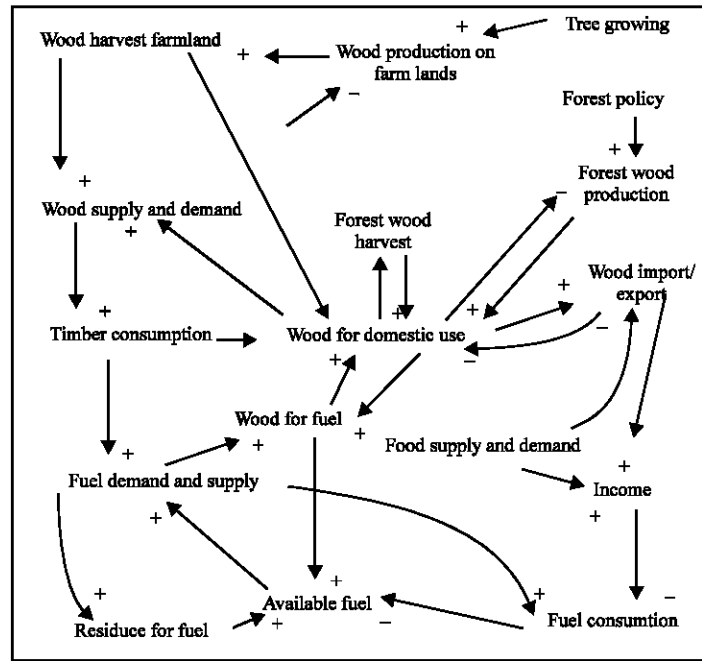 Wood harvest farmland
+
Wood production on
farm lands
+
Tree growing
−
Forest policy
+
Forest wood
production
−
+
Wood supply and demand
+
Forest wood
harvest
Wood import/
export
+
−
+
Timber consumption
+
Wood for domestic use
+
−
+
Wood for fuel
+
+
Food supply and demand
+
Fuel demand and supply
+
+
Income
+
+
Residuce for fuel
+
Available fuel
+
−
+
Fuel consumtion
−